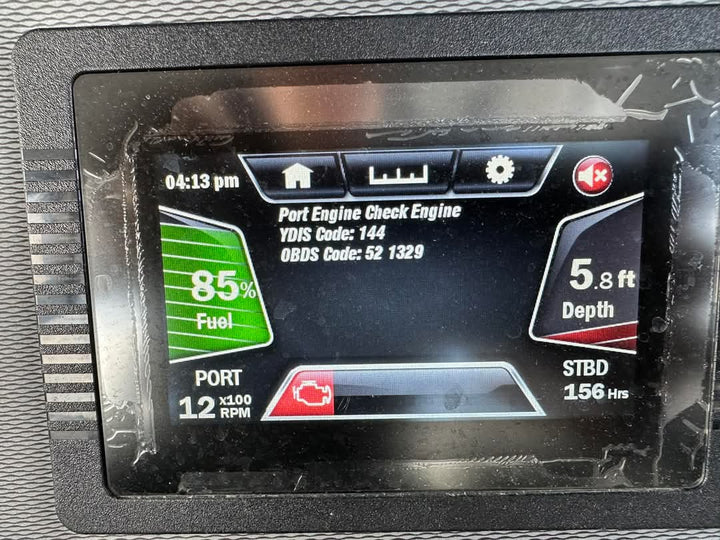 04:13 pm
Port Engine Check Engine
YDIS Code: 144
OBDS Code: 52 1329
85%
Fuel
5.8 ft
Depth
PORT
12 x100 RPM
STBD
156 Hrs